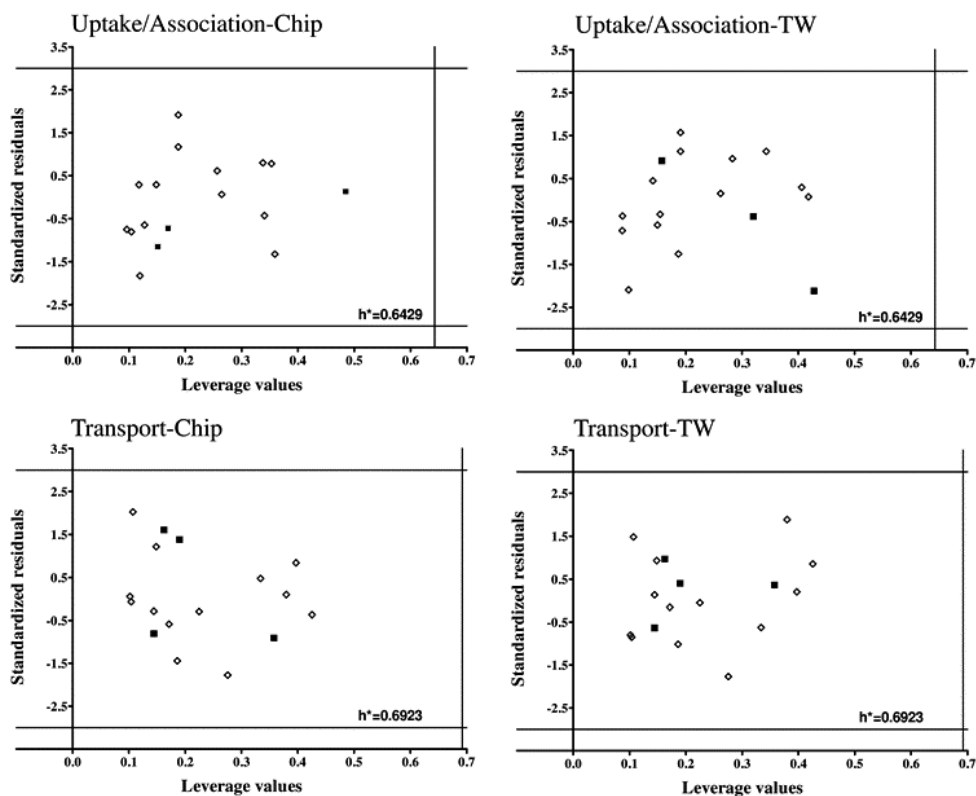 Uptake/Association-Chip
3.5
2.5
1.5
0.5
-0.5
-1.5
-2.5
Standardized residuals
h*=0.6429
0.0 0.1 0.2 0.3 0.4 0.5 0.6 0.7
Leverage values
Uptake/Association-TW
3.5
2.5
1.5
0.5
-0.5
-1.5
-2.5
Standardized residuals
h*=0.6429
0.0 0.1 0.2 0.3 0.4 0.5 0.6 0.7
Leverage values
Transport-Chip
3.5
2.5
1.5
0.5
-0.5
-1.5
-2.5
Standardized residuals
h*=0.6923
0.0 0.1 0.2 0.3 0.4 0.5 0.6 0.7
Leverage values
Transport-TW
3.5
2.5
1.5
0.5
-0.5
-1.5
-2.5
Standardized residuals
h*=0.6923
0.0 0.1 0.2 0.3 0.4 0.5 0.6 0.7
Leverage values